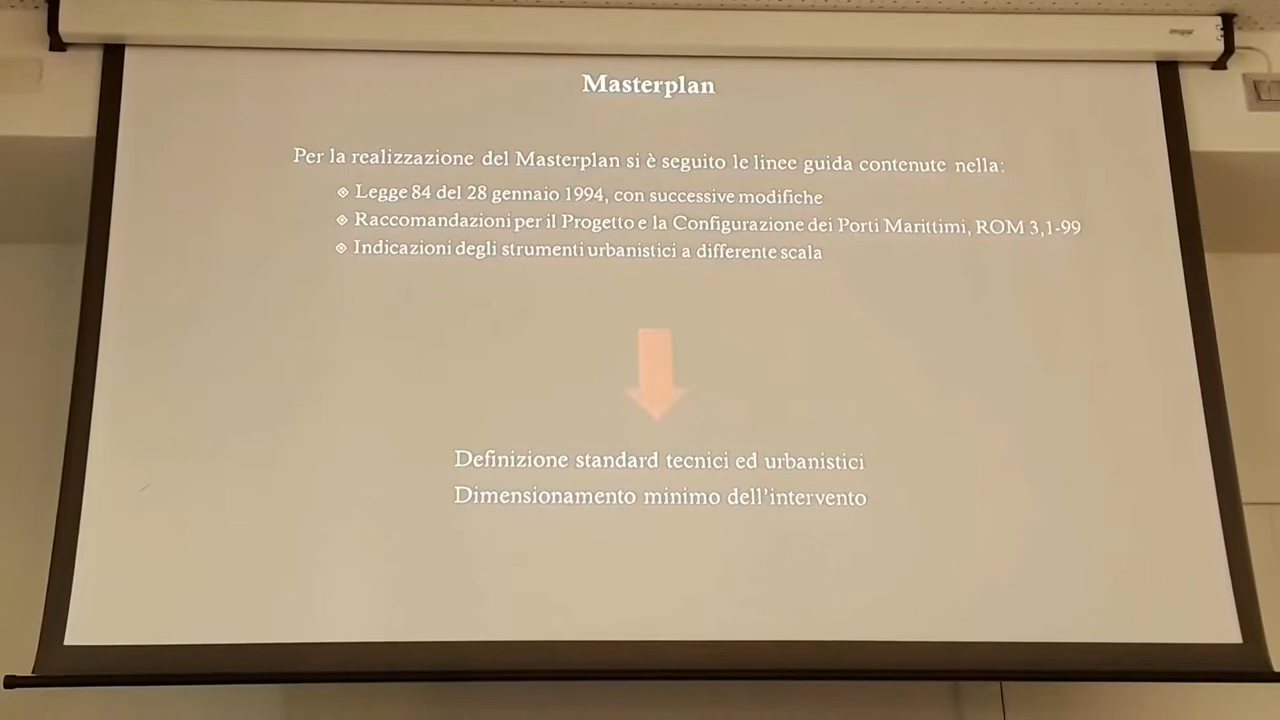 Masterplan
Per la realizzazione del Masterplan si è seguito le linee guida contenute nella:
Legge 84 del 28 gennaio 1994, con successive modifiche
Raccomandazioni per il Progetto e la Configurazione dei Porti Marittimi, ROM 3,1-99
Indicazioni degli strumenti urbanistici a differente scala
Definizione standard tecnici ed urbanistici
Dimensionamento minimo dell'intervento